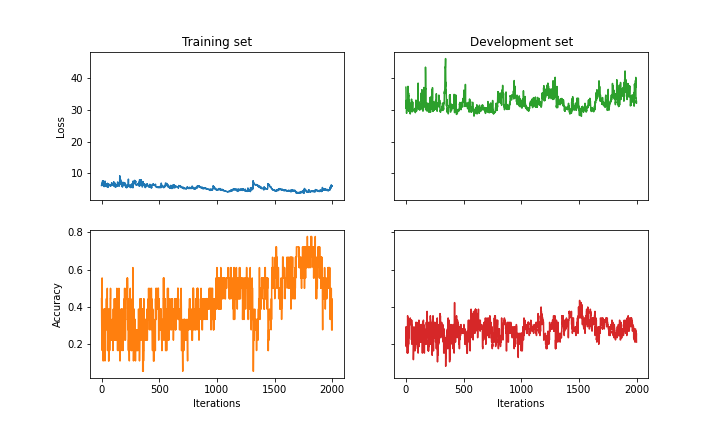 Training set
Development set
Loss
40
30
20
10
Accuracy
0.8
0.6
0.4
0.2
0 500 1000 1500 2000
0 500 1000 1500 2000
Iterations
Iterations